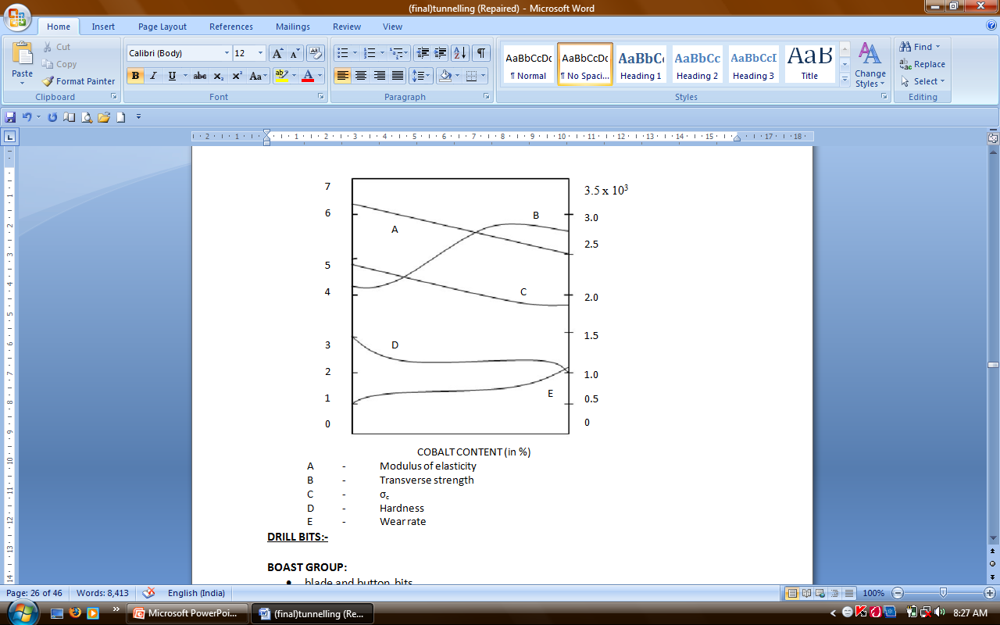 (final)tunnelling (Repaired) - Microsoft Word
Home Insert Page Layout References Mailings Review View
Paste
Cut
Copy
Format Painter
Clipboard
Calibri (Body) 12
B I U abc x₂ x² Aa
Font
Paragraph
AaBbCcDc AaBbCcDc AaBbC AaBbCc AaBbCcI AaB
¶ Normal ¶ No Spaci... Heading 1 Heading 2 Heading 3 Title
Change Styles
Styles
Find
Replace
Select
Editing
2 1 1 2 3 4 5 6 7 8 9 10 11 12 13 14 15 17 18
7
6
5
4
3
2
1
0
3.5 x 10³
3.0
2.5
2.0
1.5
1.0
0.5
0
A
B
C
D
E
COBALT CONTENT (in %)
A - Modulus of elasticity
B - Transverse strength
C - σc
D - Hardness
E - Wear rate
DRILL BITS:-
BOAST GROUP:
• blade and button bits
Page: 26 of 46 Words: 8,413 English (India) 100%
Microsoft PowerPoi... (final)tunnelling (Re... 8:27 AM